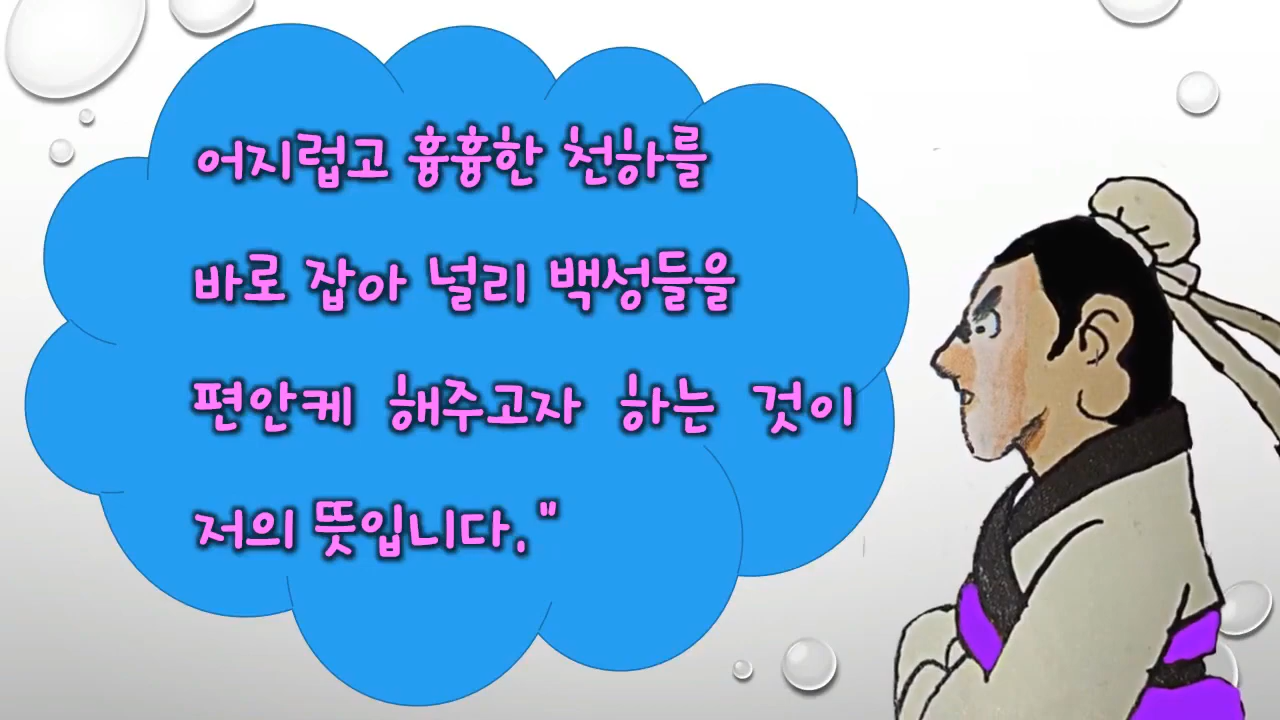 어지럽고 흉흉한 천하를
바로 잡아 널리 백성들을
편안케 해주고자 하는 것이
저의 뜻입니다."